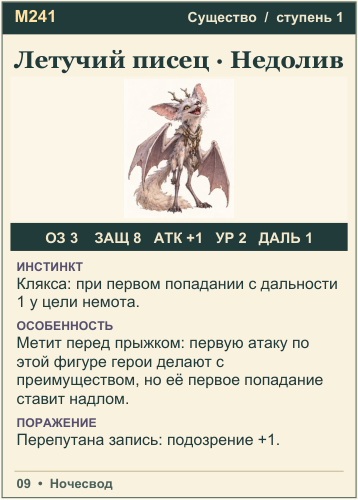 M241 Существо / ступень 1
Летучий писец · Недолив
ОЗ 3 ЗАЩ 8 АТК +1 УР 2 ДАЛЬ 1
ИНСТИНКТ
Клякса: при первом попадании с дальности
1 у цели немота.
ОСОБЕННОСТЬ
Метит перед прыжком: первую атаку по
этой фигуре герои делают с
преимуществом, но её первое попадание
ставит надлом.
ПОРАЖЕНИЕ
Перепутана запись: подозрение +1.
09 • Ночесвод